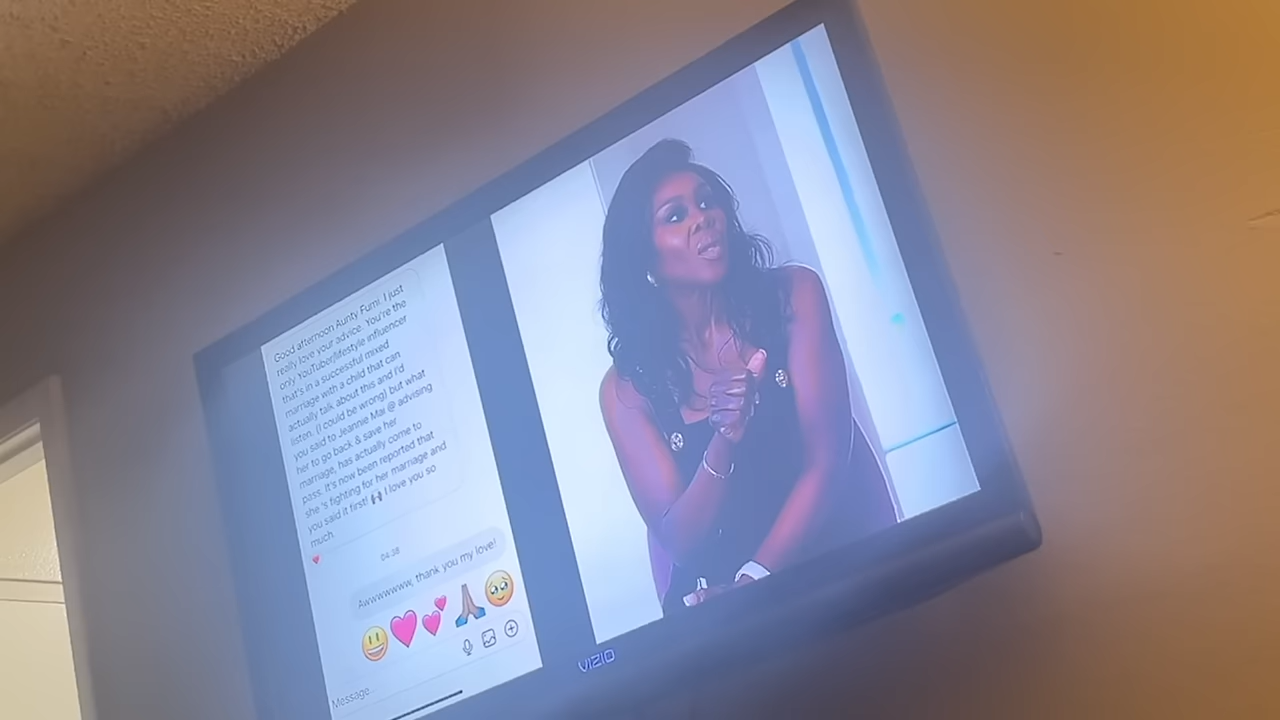 Good afternoon Aunty Fumi. I just
really love your advice. You're the
only YouTuber/lifestyle influencer
that's in a successful mixed
marriage with a child that can
actually talk about this and I'd
listen. (I could be wrong) but what
you said to Jeannie Mai @ advising
her to go back & save her
marriage, has actually come to
pass. It's now been reported that
she 's fighting for her marriage and
you said it first! 🙌🏾 I love you so
much
❤️
04:38
Awwwwwww, thank you my love!
😃💗💕🙏🏾🥹
Message...
VIZIO